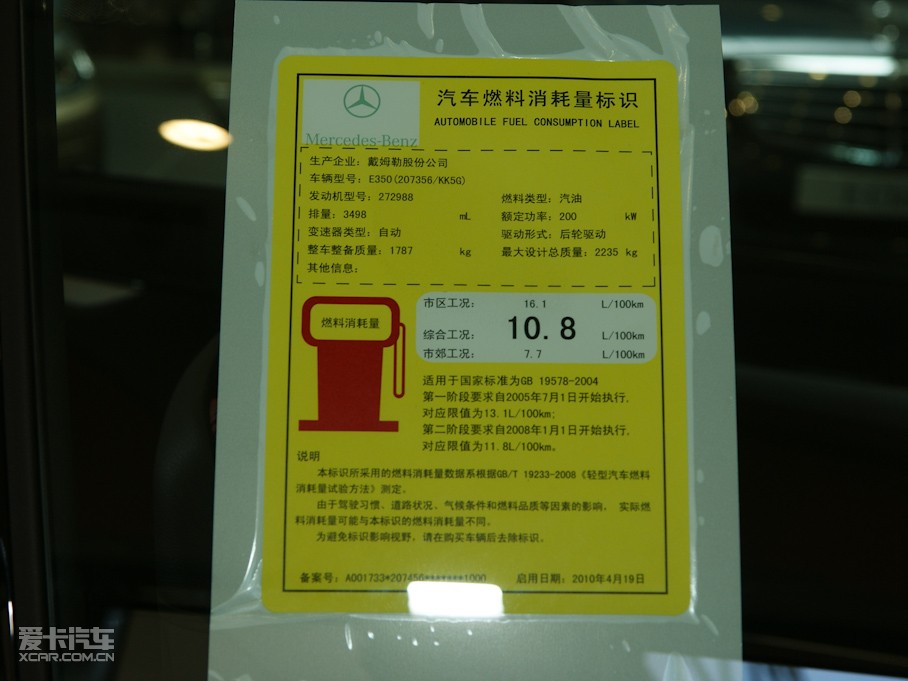 Mercedes-Benz
汽车燃料消耗量标识
AUTOMOBILE FUEL CONSUMPTION LABEL
生产企业：戴姆勒股份公司
车辆型号：E350(207356/KK5G)
发动机型号：272988 燃料类型：汽油
排量：3498 mL 额定功率：200 kW
变速器类型：自动 驱动形式：后轮驱动
整车整备质量：1787 kg 最大设计总质量：2235 kg
其他信息：
燃料消耗量
市区工况： 16.1 L/100km
综合工况： 10.8 L/100km
市郊工况： 7.7 L/100km
适用于国家标准为GB 19578-2004
第一阶段要求自2005年7月1日开始执行，
对应限值为13.1L/100km；
第二阶段要求自2008年1月1日开始执行，
对应限值为11.8L/100km。
说明
本标识所采用的燃料消耗量数据系根据GB/T 19233-2008《轻型汽车燃料
消耗量试验方法》测定。
由于驾驶习惯、道路状况、气候条件和燃料品质等因素的影响， 实际燃
料消耗量可能与本标识的燃料消耗量不同。
为避免标识影响视野，请在购买车辆后去除标识。
备案号： 启用日期：2010年4月19日
爱卡汽车
XCAR.COM.CN